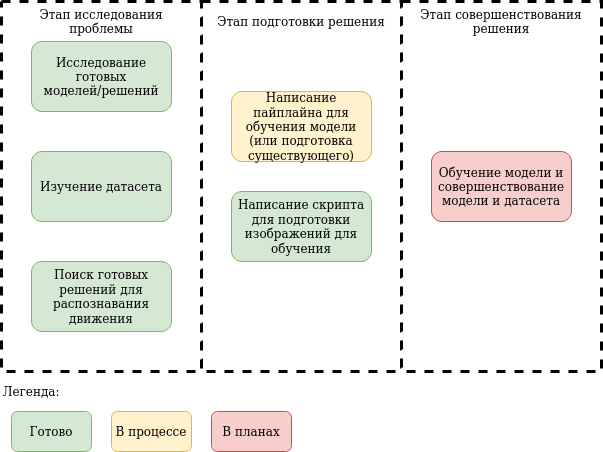 Этап исследования
проблемы
Исследование
готовых
моделей/решений
Изучение датасета
Поиск готовых
решений для
распознавания
движения
Этап подготовки решения
Написание
пайплайна для
обучения модели
(или подготовка
существующего)
Написание скрипта
для подготовки
изображений для
обучения
Этап совершенствования
решения
Обучение модели и
совершенствование
модели и датасета
Легенда:
Готово
В процессе
В планах